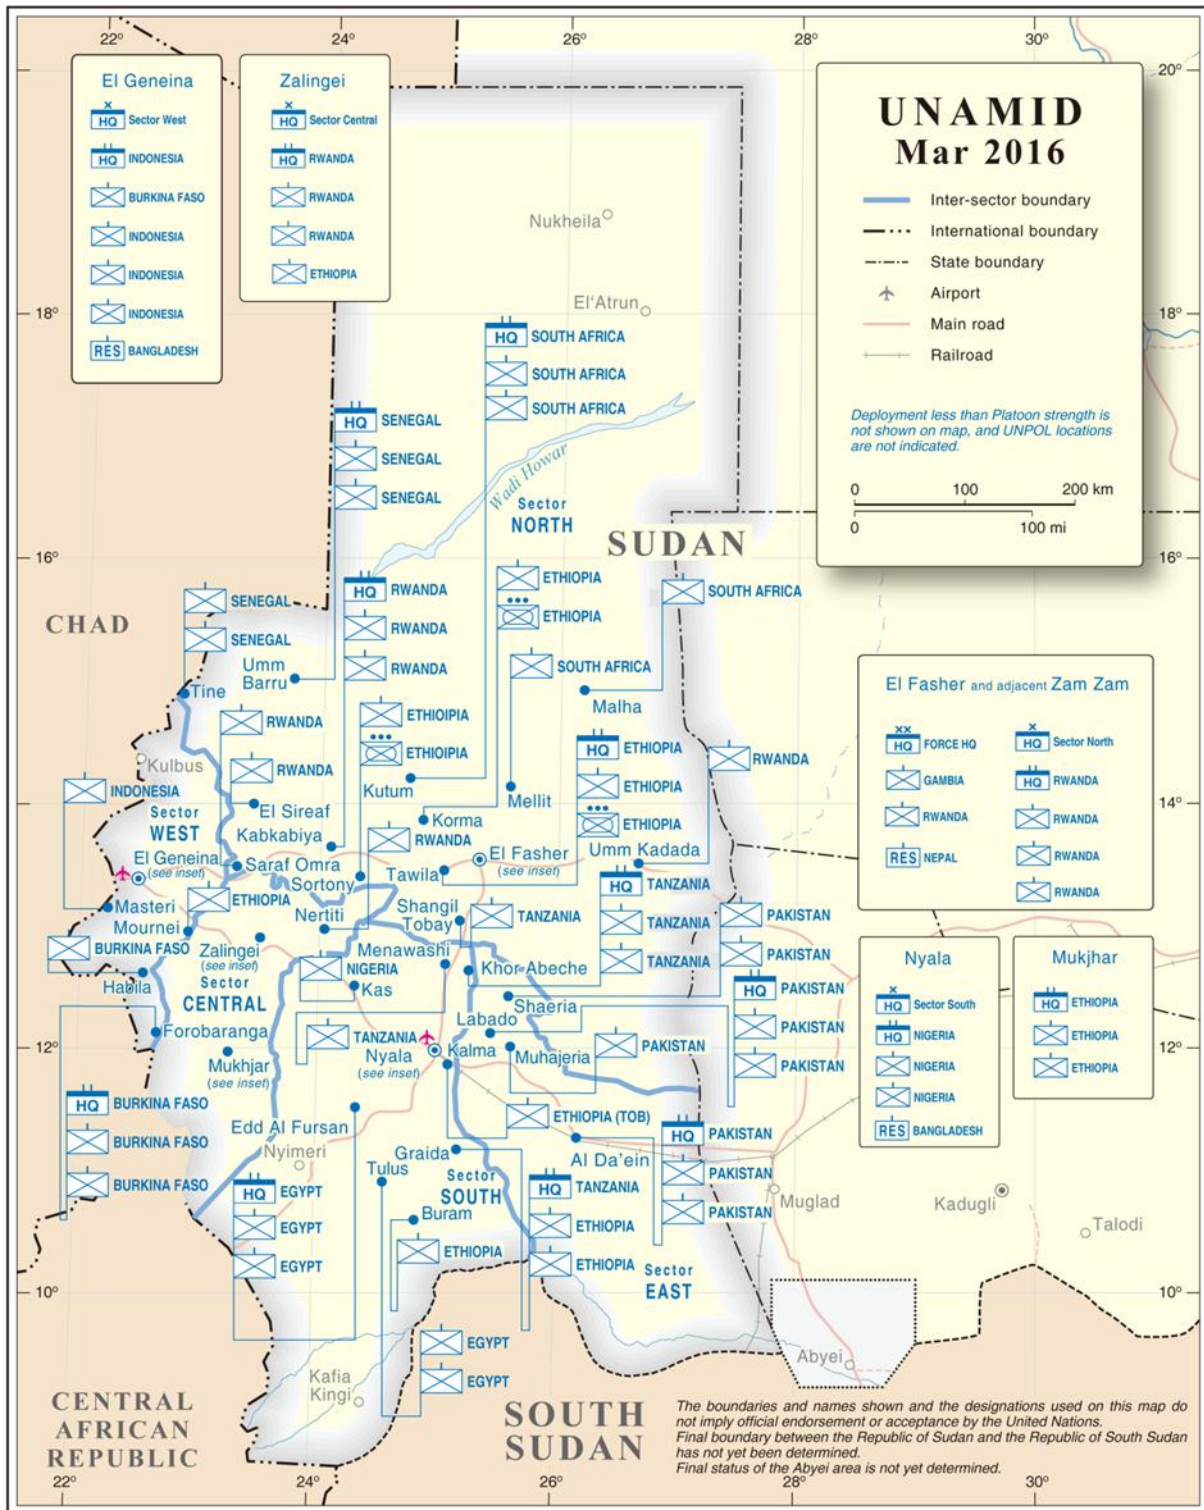 22°
24°
26°
28°
30°
20°
20°
El Geneina
HQ Sector West
HQ INDONESIA
BURKINA FASO
INDONESIA
INDONESIA
INDONESIA
RES BANGLADESH
Zalingei
HQ Sector Central
HQ RWANDA
RWANDA
RWANDA
ETHIOPIA
UNAMID
Mar 2016
Inter-sector boundary
International boundary
State boundary
Airport
Main road
Railroad
Deployment less than Platoon strength is
not shown on map, and UNPOL locations
are not indicated.
0 100 200 km
0 100 mi
Nukheila
El'Atrun
18°
18°
HQ SOUTH AFRICA
SOUTH AFRICA
SOUTH AFRICA
HQ SENEGAL
SENEGAL
SENEGAL
Wadi Howar
Sector
NORTH
SUDAN
16°
16°
CHAD
SENEGAL
SENEGAL
HQ RWANDA
RWANDA
RWANDA
ETHIOPIA
ETHIOPIA
SOUTH AFRICA
SOUTH AFRICA
Umm
Barru
Tine
Malha
RWANDA
ETHIOIPIA
ETHIOIPIA
HQ ETHIOPIA
ETHIOPIA
ETHIOPIA
RWANDA
Kulbus
RWANDA
INDONESIA
Kutum
Mellit
El Sireaf
Korma
14°
14°
Sector
WEST
Kabkabiya
RWANDA
El Geneina
(see inset)
Saraf Omra
Sortony
Tawila
El Fasher
(see inset)
Umm Kadada
El Fasher and adjacent Zam Zam
HQ FORCE HQ
GAMBIA
RWANDA
RES NEPAL
HQ Sector North
HQ RWANDA
RWANDA
RWANDA
RWANDA
HQ TANZANIA
TANZANIA
TANZANIA
ETHIOPIA
Masteri
Mournei
Nertiti
Shangil
Tobay
TANZANIA
PAKISTAN
PAKISTAN
BURKINA FASO
Zalingei
(see inset)
Menawashi
Habila
Sector
CENTRAL
NIGERIA
Kas
Khor Abeche
Shaeria
HQ PAKISTAN
PAKISTAN
PAKISTAN
Forobaranga
Labado
TANZANIA
Nyala
(see inset)
Kalma
Muhajeria
PAKISTAN
Mukhjar
(see inset)
12°
12°
Nyala
HQ Sector South
HQ NIGERIA
NIGERIA
NIGERIA
RES BANGLADESH
Mukjhar
HQ ETHIOPIA
ETHIOPIA
ETHIOPIA
HQ BURKINA FASO
BURKINA FASO
BURKINA FASO
Edd Al Fursan
Nyimeri
ETHIOPIA (TOB)
Al Da'ein
HQ PAKISTAN
PAKISTAN
PAKISTAN
Graida
Tulus
Sector
SOUTH
HQ TANZANIA
ETHIOPIA
ETHIOPIA
HQ EGYPT
EGYPT
EGYPT
Buram
ETHIOPIA
Sector
EAST
Muglad
Kadugli
Talodi
10°
10°
EGYPT
EGYPT
Abyei
Kafia
Kingi
CENTRAL
AFRICAN
REPUBLIC
SOUTH
SUDAN
The boundaries and names shown and the designations used on this map do
not imply official endorsement or acceptance by the United Nations.
Final boundary between the Republic of Sudan and the Republic of South Sudan
has not yet been determined.
Final status of the Abyei area is not yet determined.
22°
24°
26°
28°
30°